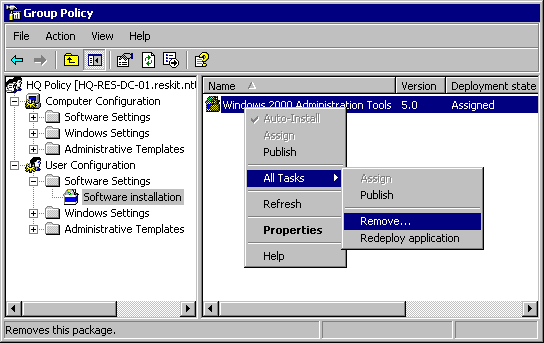 Group Policy
File Action View Help
HQ Policy [HQ-RES-DC-01.reskit.nt
Computer Configuration
Software Settings
Windows Settings
Administrative Templates
User Configuration
Software Settings
Software installation
Windows Settings
Administrative Templates
Name Version Deployment state
Windows 2000 Administration Tools 5.0 Assigned
Auto-Install
Assign
Publish
All Tasks
Refresh
Properties
Help
Assign
Publish
Remove...
Redeploy application
Removes this package.